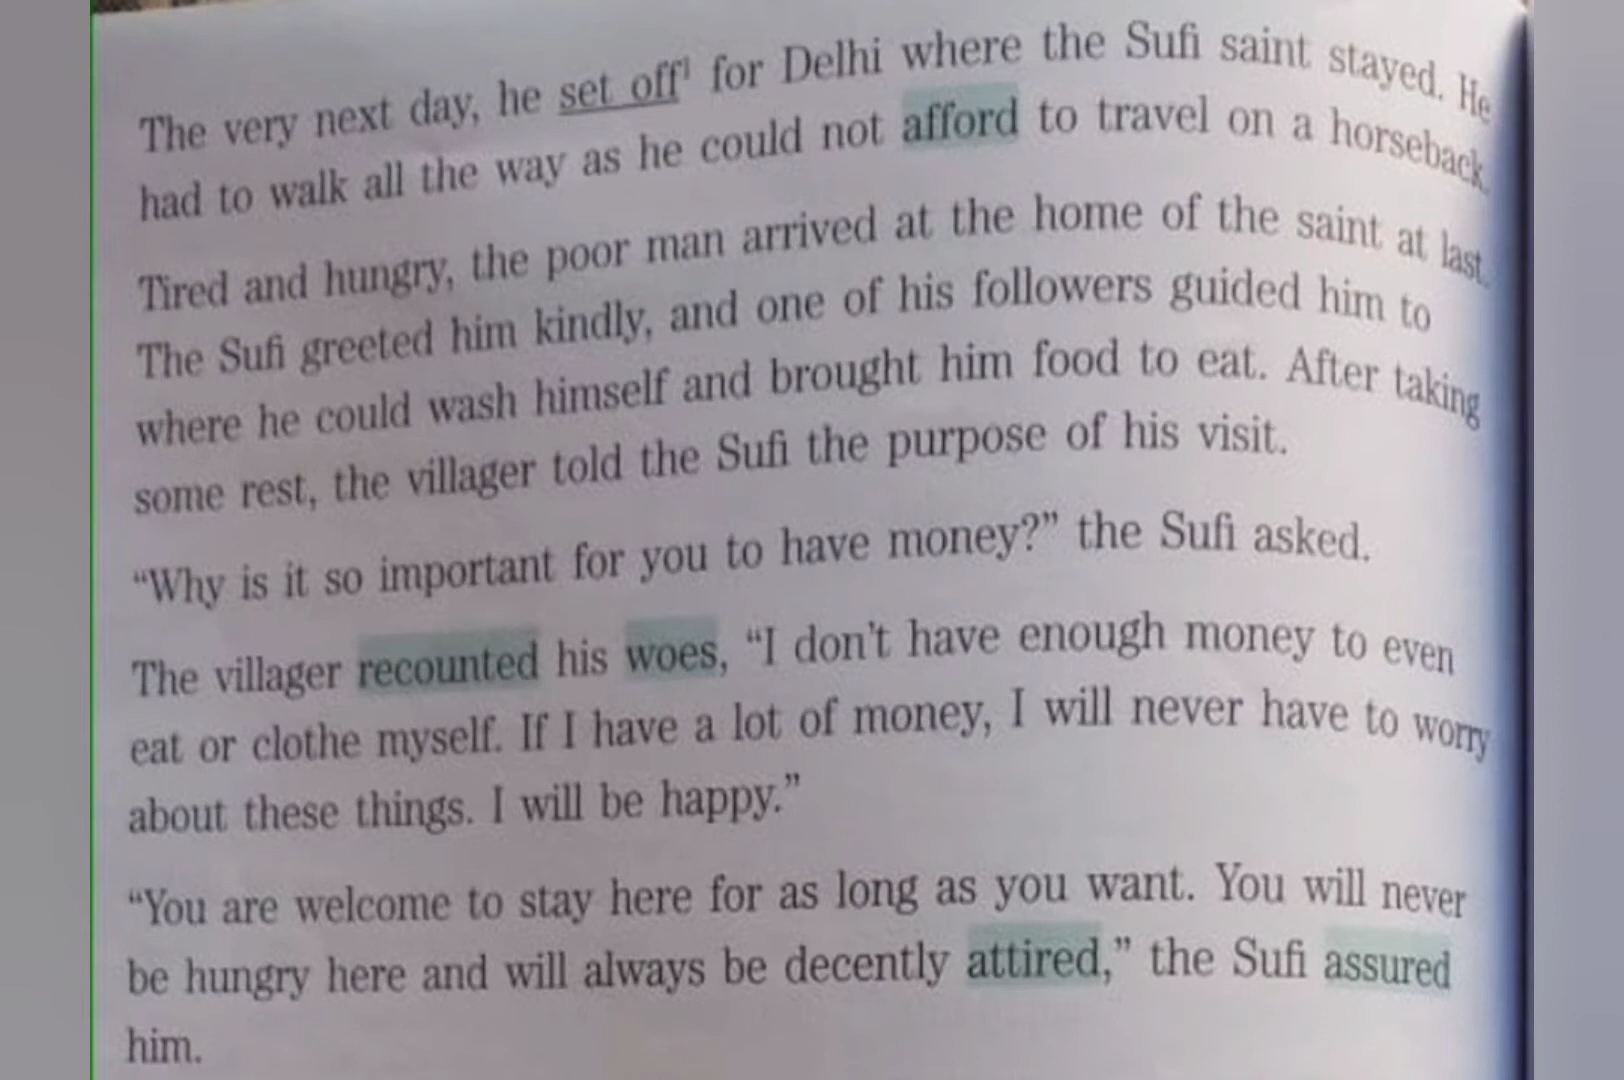 The very next day, he set off¹ for Delhi where the Sufi saint stayed. He
had to walk all the way as he could not afford to travel on a horseback.
Tired and hungry, the poor man arrived at the home of the saint at last.
The Sufi greeted him kindly, and one of his followers guided him to
where he could wash himself and brought him food to eat. After taking
some rest, the villager told the Sufi the purpose of his visit.
“Why is it so important for you to have money?” the Sufi asked.
The villager recounted his woes, “I don’t have enough money to even
eat or clothe myself. If I have a lot of money, I will never have to worry
about these things. I will be happy.”
“You are welcome to stay here for as long as you want. You will never
be hungry here and will always be decently attired,” the Sufi assured
him.